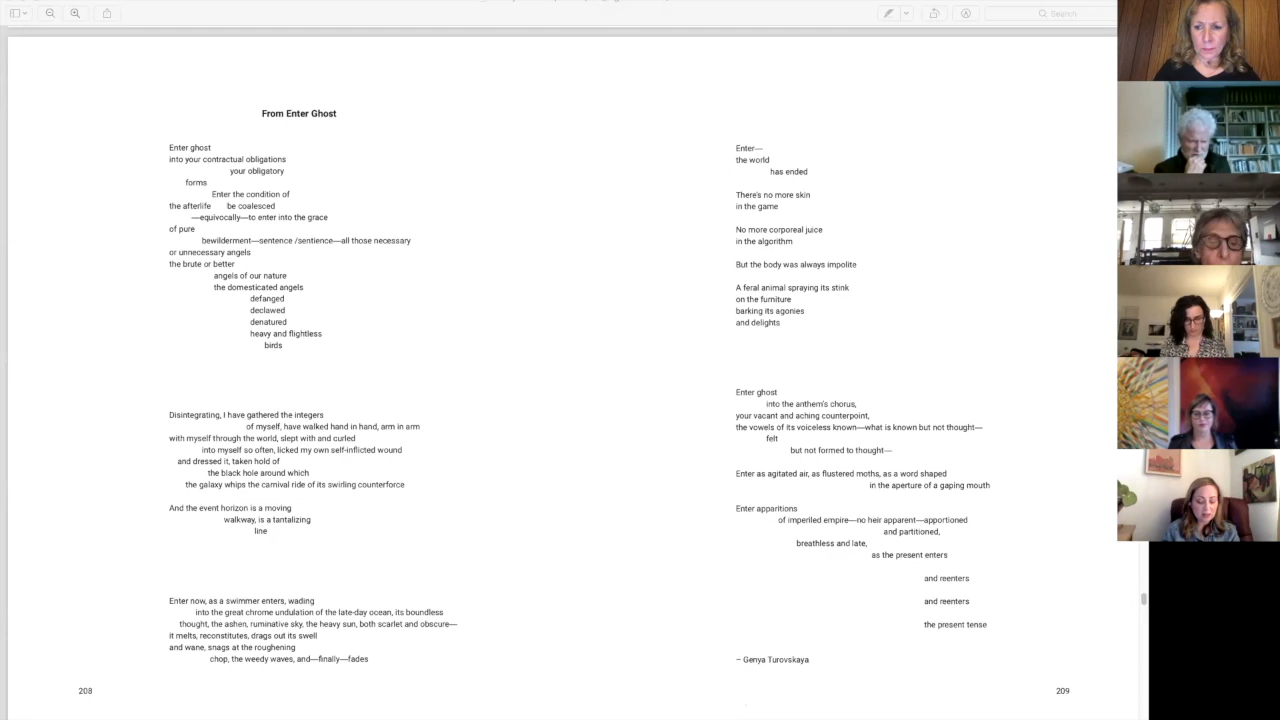 Search
From Enter Ghost
Enter ghost
into your contractual obligations
your obligatory
forms
Enter the condition of
the afterlife be coalesced
—equivocally—to enter into the grace
of pure
bewilderment—sentence /sentience—all those necessary
or unnecessary angels
the brute or better
angels of our nature
the domesticated angels
defanged
declawed
denatured
heavy and flightless
birds
Disintegrating, I have gathered the integers
of myself, have walked hand in hand, arm in arm
with myself through the world, slept with and curled
into myself so often, licked my own self-inflicted wound
and dressed it, taken hold of
the black hole around which
the galaxy whips the carnival ride of its swirling counterforce
And the event horizon is a moving
walkway, is a tantalizing
line
Enter now, as a swimmer enters, wading
into the great chrome undulation of the late-day ocean, its boundless
thought, the ashen, ruminative sky, the heavy sun, both scarlet and obscure—
it melts, reconstitutes, drags out its swell
and wane, snags at the roughening
chop, the weedy waves, and—finally—fades
208
Enter—
the world
has ended
There's no more skin
in the game
No more corporeal juice
in the algorithm
But the body was always impolite
A feral animal spraying its stink
on the furniture
barking its agonies
and delights
Enter ghost
into the anthem's chorus,
your vacant and aching counterpoint,
the vowels of its voiceless known—what is known but not thought—
felt
but not formed to thought—
Enter as agitated air, as flustered moths, as a word shaped
in the aperture of a gaping mouth
Enter apparitions
of imperiled empire—no heir apparent—apportioned
and partitioned,
breathless and late,
as the present enters
and reenters
and reenters
the present tense
– Genya Turovskaya
209